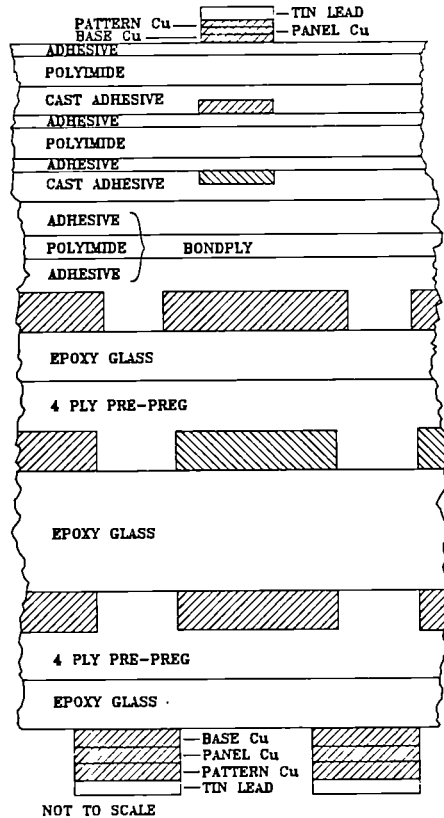 TIN LEAD
PATTERN Cu
PANEL Cu
BASE Cu
ADHESIVE
POLYIMIDE
CAST ADHESIVE
ADHESIVE
POLYIMIDE
ADHESIVE
CAST ADHESIVE
ADHESIVE
POLYIMIDE BONDPLY
ADHESIVE
EPOXY GLASS
4 PLY PRE-PREG
EPOXY GLASS
4 PLY PRE-PREG
EPOXY GLASS
BASE Cu
PANEL Cu
PATTERN Cu
TIN LEAD
NOT TO SCALE